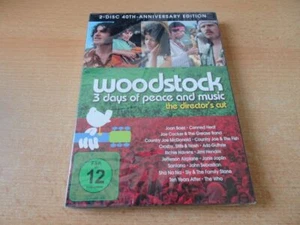 2-DISC 40TH-ANNIVERSARY EDITION
woodstock
3 days of peace and music
the director's cut
Joan Baez · Canned Heat
Joe Cocker & The Grease Band
Country Joe McDonald · Country Joe & The Fish
Crosby, Stills & Nash · Arlo Guthrie
Richie Havens · Jimi Hendrix
Jefferson Airplane · Janis Joplin
Santana · John Sebastian
Sha Na Na · Sly & The Family Stone
Ten Years After · The Who
FSK
12